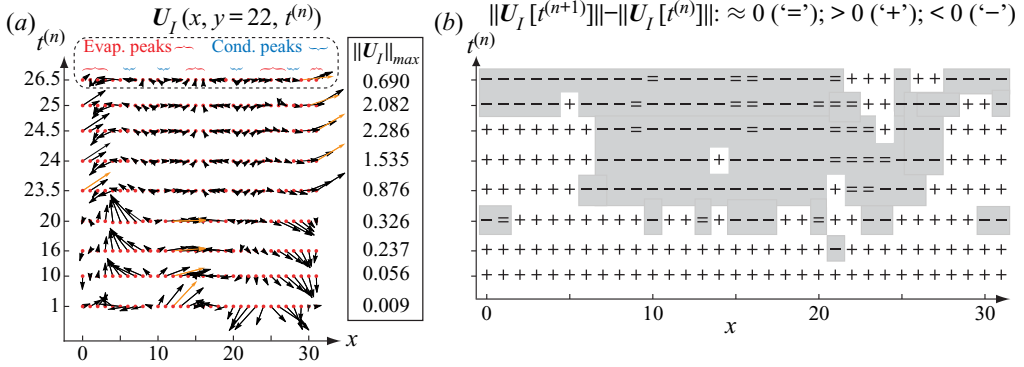 (a) U_I (x, y = 22, t^(n))
t^(n)
Evap. peaks Cond. peaks ||U_I||_max
26.5 0.690
25 2.082
24.5 2.286
24 1.535
23.5 0.876
20 0.326
16 0.237
10 0.056
1 0.009
0 10 20 30 x
(b) ||U_I [t^(n+1)]||−||U_I [t^(n)]||: ≈ 0 (‘=’); > 0 (‘+’); < 0 (‘−’)
t^(n)
− − − − − − − − − − = − − − − = = − − − − = + + + − + + − − − −
− − − − − + − − − = − − − − − = = − − − = = = + + − − − − + + −
+ + + + + + + − − = − − − − − − = − − − − = = = + − − − + + + +
+ + + + + + + − − − − − − − + − − − − − − = = = = − − − + + + +
+ + + + + + − − − − − − − − − − − − − − − + = = − − − + + + + +
− = − + + + + + + + − + + = + − − − + + = + − − − + + + + + − −
+ + + + + + + + + + + + + + + + + + + + + − + + + + + + + + + +
+ + + + + + + + + + + + + + + + + + + + + + + + + + + + + + + +
0 10 20 30
x